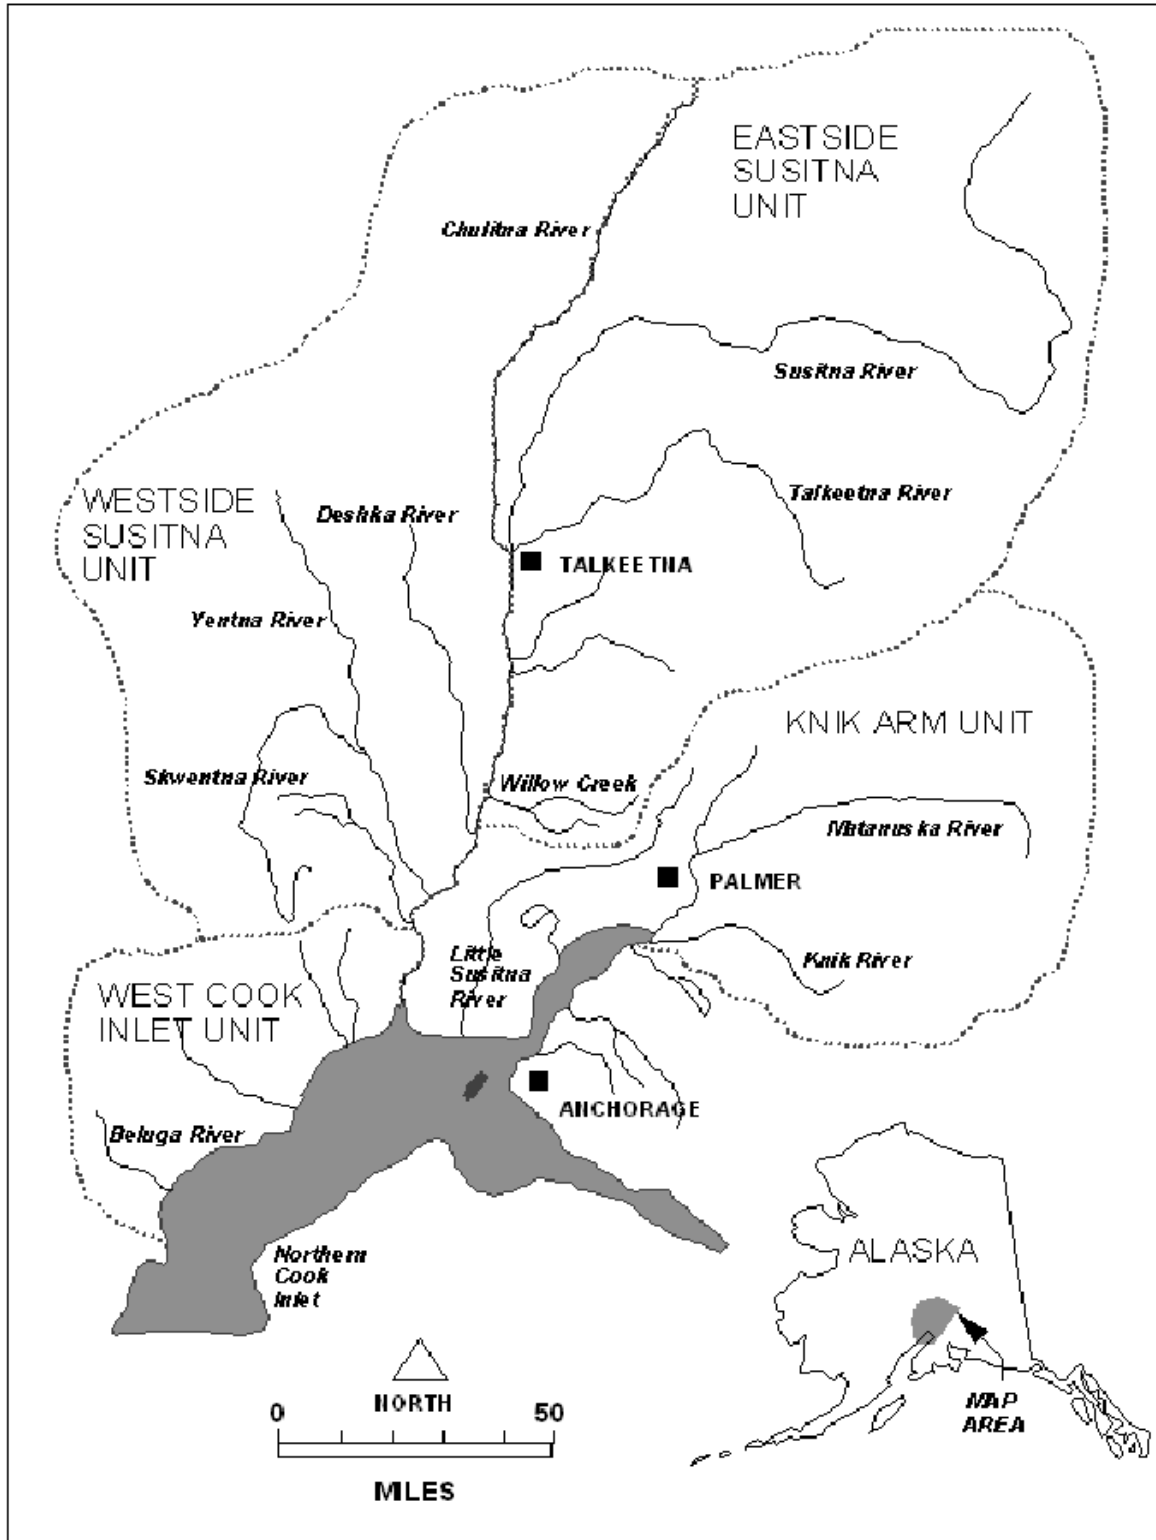 EASTSIDE
SUSITNA
UNIT
Chulitna River
Susitna River
WESTSIDE
SUSITNA
UNIT
Deshka River
Talkeetna River
TALKEETNA
Yentna River
KNIK ARM UNIT
Skwentna River
Willow Creek
Matanuska River
PALMER
Little
Susitna
River
Knik River
WEST COOK
INLET UNIT
ANCHORAGE
Beluga River
Northern
Cook
Inlet
ALASKA
NORTH
MAP
AREA
0 50
MILES